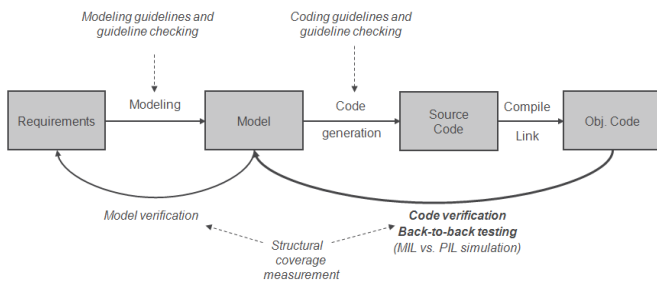 Modeling guidelines and
guideline checking
Coding guidelines and
guideline checking
Requirements
Modeling
Model
Code
generation
Source
Code
Compile
Link
Obj. Code
Model verification
Code verification
Back-to-back testing
(MIL vs. PIL simulation)
Structural
coverage
measurement